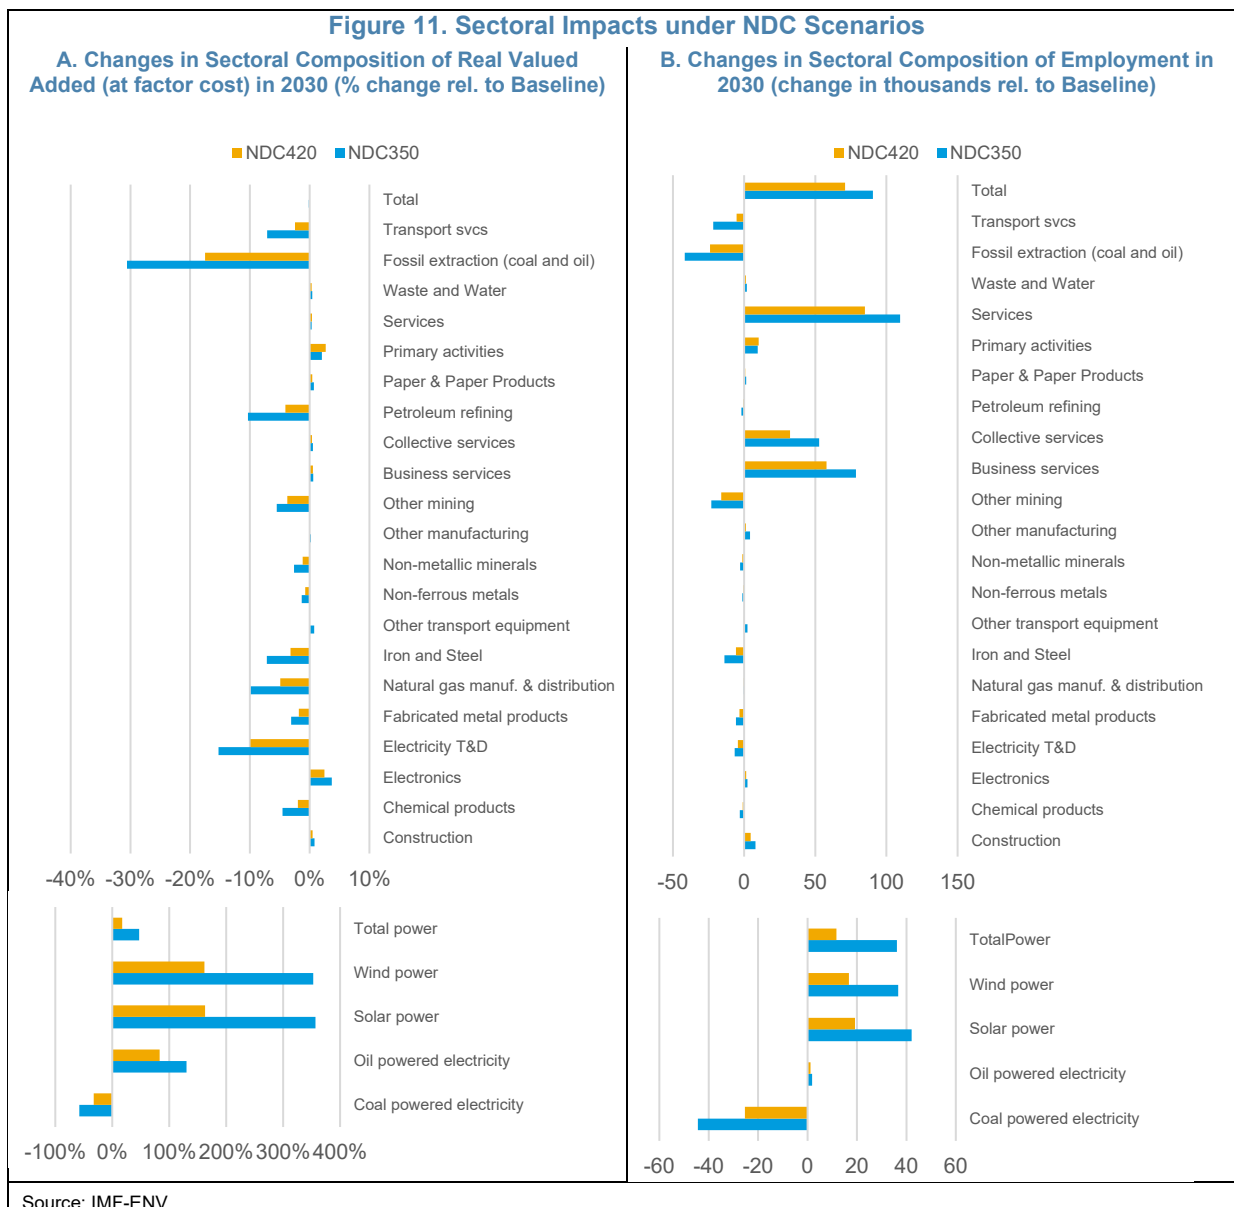 Figure 11. Sectoral Impacts under NDC Scenarios
A. Changes in Sectoral Composition of Real Valued
Added (at factor cost) in 2030 (% change rel. to Baseline)
NDC420 NDC350
Total
Transport svcs
Fossil extraction (coal and oil)
Waste and Water
Services
Primary activities
Paper & Paper Products
Petroleum refining
Collective services
Business services
Other mining
Other manufacturing
Non-metallic minerals
Non-ferrous metals
Other transport equipment
Iron and Steel
Natural gas manuf. & distribution
Fabricated metal products
Electricity T&D
Electronics
Chemical products
Construction
-40% -30% -20% -10% 0% 10%
Total power
Wind power
Solar power
Oil powered electricity
Coal powered electricity
-100% 0% 100% 200% 300% 400%
B. Changes in Sectoral Composition of Employment in
2030 (change in thousands rel. to Baseline)
NDC420 NDC350
Total
Transport svcs
Fossil extraction (coal and oil)
Waste and Water
Services
Primary activities
Paper & Paper Products
Petroleum refining
Collective services
Business services
Other mining
Other manufacturing
Non-metallic minerals
Non-ferrous metals
Other transport equipment
Iron and Steel
Natural gas manuf. & distribution
Fabricated metal products
Electricity T&D
Electronics
Chemical products
Construction
-50 0 50 100 150
TotalPower
Wind power
Solar power
Oil powered electricity
Coal powered electricity
-60 -40 -20 0 20 40 60
Source: IMF-ENV